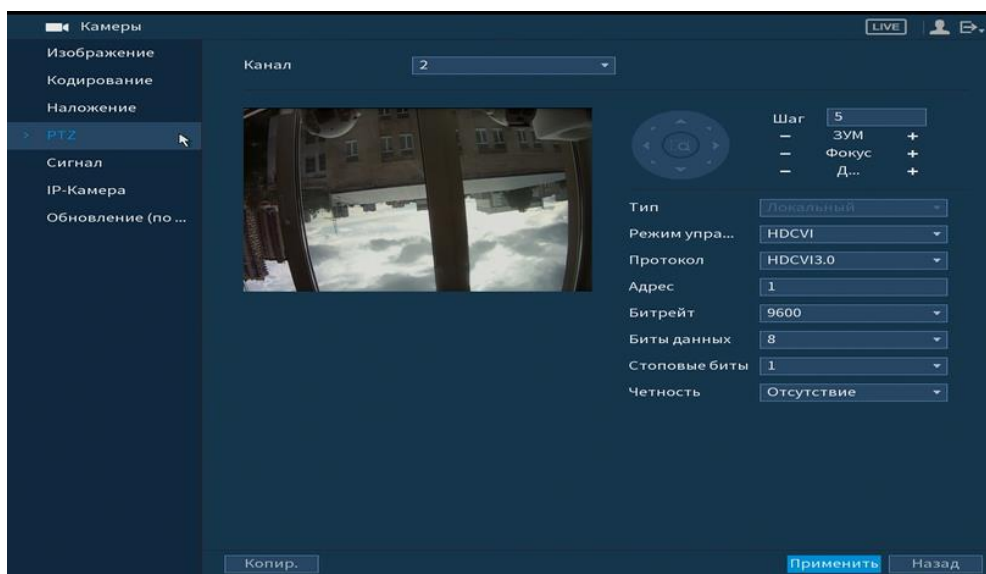 Камеры
LIVE
Изображение
Кодирование
Наложение
PTZ
Сигнал
IP-Камера
Обновление (по ...
Канал 2
Шаг 5
− ЗУМ +
− Фокус +
− Д... +
Тип Локальный
Режим упра... HDCVI
Протокол HDCVI3.0
Адрес 1
Битрейт 9600
Биты данных 8
Стоповые биты 1
Четность Отсутствие
Копир. Применить Назад